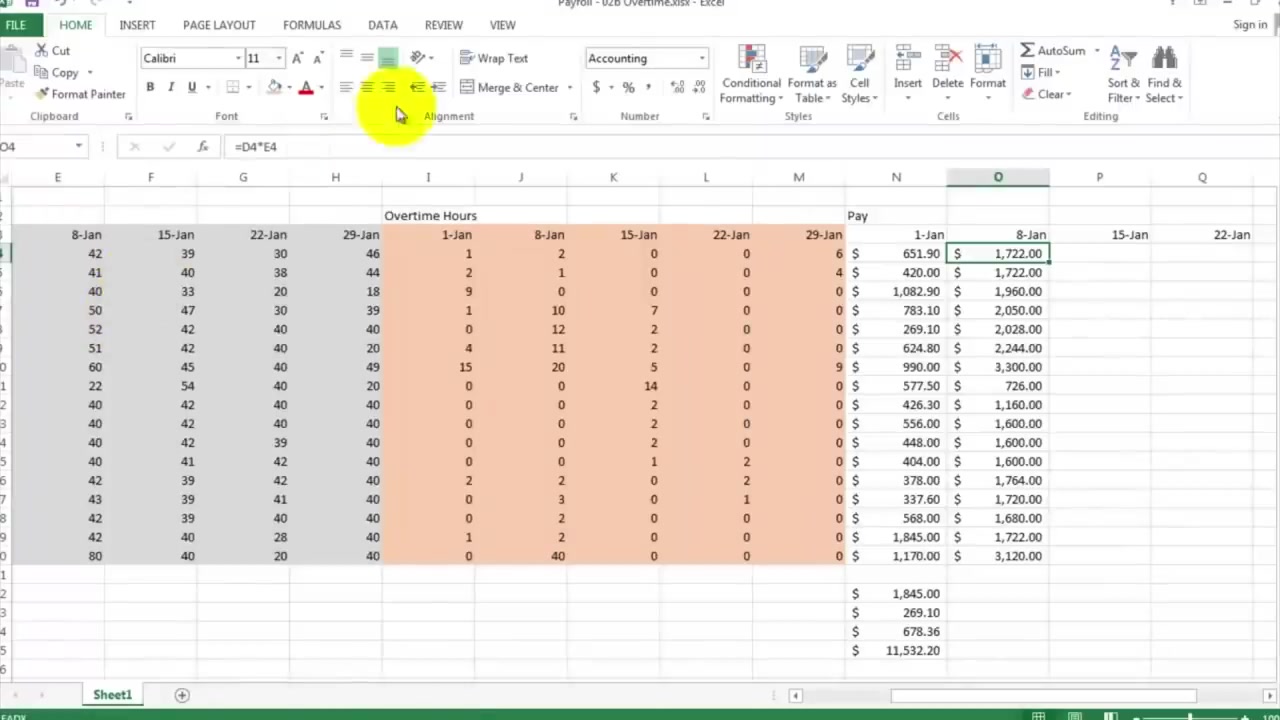 Payroll - 02b Overtime.xlsx - Excel
FILE HOME INSERT PAGE LAYOUT FORMULAS DATA REVIEW VIEW Sign in
Paste Cut Copy Format Painter Clipboard
Calibri 11 B I U A Font
Wrap Text Merge & Center Alignment
Accounting $ % , Number
Conditional Formatting Format as Table Cell Styles Styles
Insert Delete Format Cells
AutoSum Fill Clear Sort & Filter Find & Select Editing
O4 fx =D4*E4
E F G H I J K L M N O P Q
Overtime Hours Pay
8-Jan 15-Jan 22-Jan 29-Jan 1-Jan 8-Jan 15-Jan 22-Jan 29-Jan 1-Jan 8-Jan 15-Jan 22-Jan
42 39 30 46 1 2 0 0 6 $ 651.90 $ 1,722.00
41 40 38 44 2 1 0 0 4 $ 420.00 $ 1,722.00
40 33 20 18 9 0 0 0 0 $ 1,082.90 $ 1,960.00
50 47 30 39 1 10 7 0 0 $ 783.10 $ 2,050.00
52 42 40 40 0 12 2 0 0 $ 269.10 $ 2,028.00
51 42 40 20 4 11 2 0 0 $ 624.80 $ 2,244.00
60 45 40 49 15 20 5 0 9 $ 990.00 $ 3,300.00
22 54 40 20 0 0 14 0 0 $ 577.50 $ 726.00
40 42 40 40 0 0 2 0 0 $ 426.30 $ 1,160.00
40 42 40 40 0 0 2 0 0 $ 556.00 $ 1,600.00
40 42 39 40 0 0 2 0 0 $ 448.00 $ 1,600.00
40 41 42 40 0 0 1 2 0 $ 404.00 $ 1,600.00
42 39 42 40 2 2 0 2 0 $ 378.00 $ 1,764.00
43 39 41 40 0 3 0 1 0 $ 337.60 $ 1,720.00
42 39 40 40 0 2 0 0 0 $ 568.00 $ 1,680.00
42 40 28 40 1 2 0 0 0 $ 1,845.00 $ 1,722.00
80 40 20 40 0 40 0 0 0 $ 1,170.00 $ 3,120.00
$ 1,845.00
$ 269.10
$ 678.36
$ 11,532.20
Sheet1